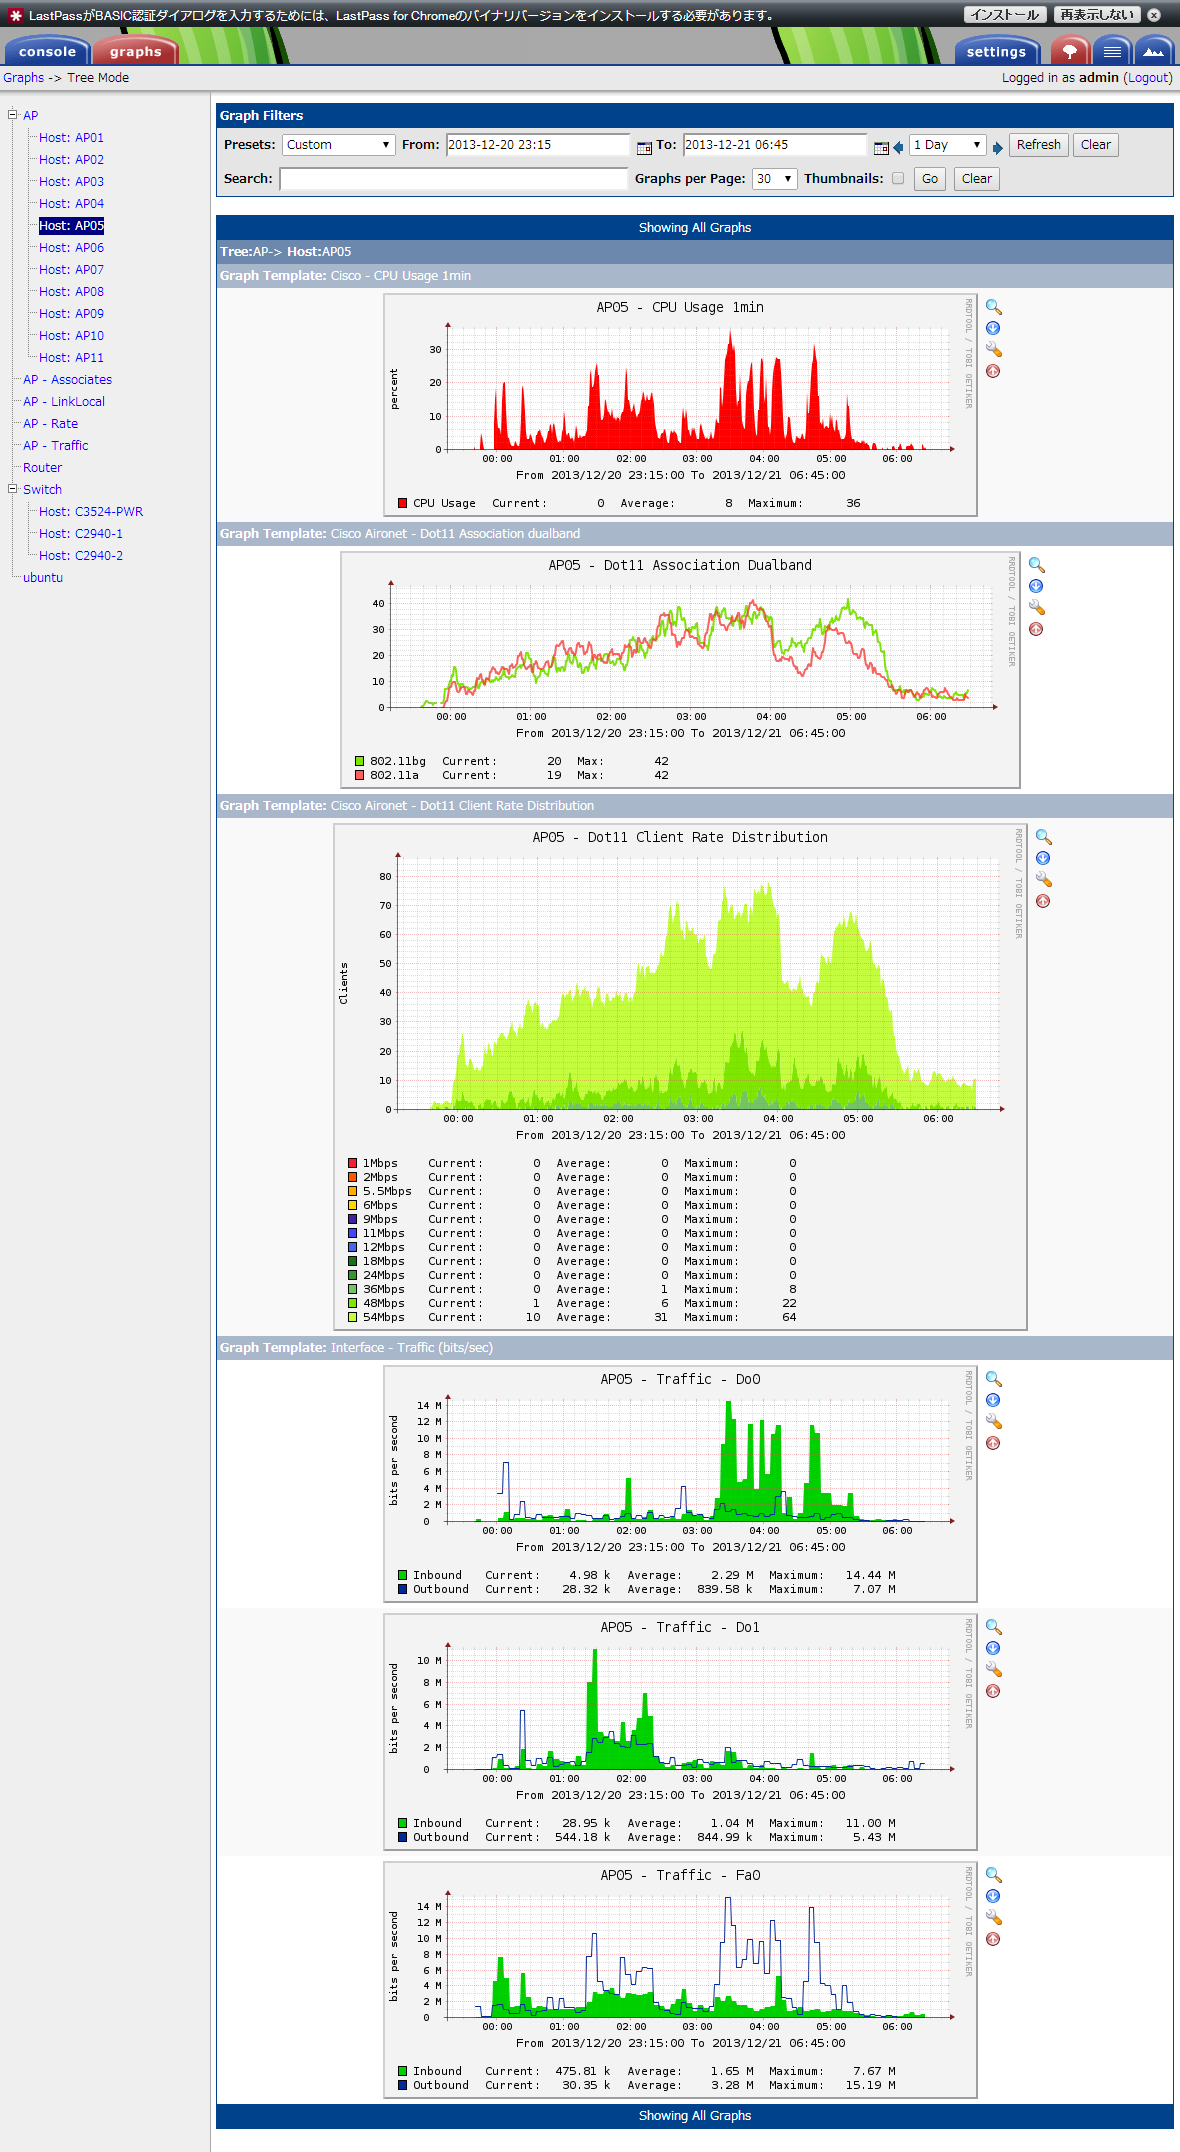 LastPassがBASIC認証ダイアログを入力するためには、LastPass for Chromeのバイナリバージョンをインストールする必要があります。 インストール 再表示しない
console graphs settings
Graphs -> Tree Mode Logged in as admin (Logout)
AP
Host: AP01
Host: AP02
Host: AP03
Host: AP04
Host: AP05
Host: AP06
Host: AP07
Host: AP08
Host: AP09
Host: AP10
Host: AP11
AP - Associates
AP - LinkLocal
AP - Rate
AP - Traffic
Router
Switch
Host: C3524-PWR
Host: C2940-1
Host: C2940-2
ubuntu
Graph Filters
Presets: Custom From: 2013-12-20 23:15 To: 2013-12-21 06:45 1 Day Refresh Clear
Search: Graphs per Page: 30 Thumbnails: Go Clear
Showing All Graphs
Tree:AP-> Host:AP05
Graph Template: Cisco - CPU Usage 1min
AP05 - CPU Usage 1min
RRDTOOL / TOBI OETIKER
percent
30
20
10
0
00:00 01:00 02:00 03:00 04:00 05:00 06:00
From 2013/12/20 23:15:00 To 2013/12/21 06:45:00
CPU Usage Current: 0 Average: 8 Maximum: 36
Graph Template: Cisco Aironet - Dot11 Association dualband
AP05 - Dot11 Association Dualband
RRDTOOL / TOBI OETIKER
40
30
20
10
0
00:00 01:00 02:00 03:00 04:00 05:00 06:00
From 2013/12/20 23:15:00 To 2013/12/21 06:45:00
802.11bg Current: 20 Max: 42
802.11a Current: 19 Max: 42
Graph Template: Cisco Aironet - Dot11 Client Rate Distribution
AP05 - Dot11 Client Rate Distribution
RRDTOOL / TOBI OETIKER
Clients
80
70
60
50
40
30
20
10
0
00:00 01:00 02:00 03:00 04:00 05:00 06:00
From 2013/12/20 23:15:00 To 2013/12/21 06:45:00
1Mbps Current: 0 Average: 0 Maximum: 0
2Mbps Current: 0 Average: 0 Maximum: 0
5.5Mbps Current: 0 Average: 0 Maximum: 0
6Mbps Current: 0 Average: 0 Maximum: 0
9Mbps Current: 0 Average: 0 Maximum: 0
11Mbps Current: 0 Average: 0 Maximum: 0
12Mbps Current: 0 Average: 0 Maximum: 0
18Mbps Current: 0 Average: 0 Maximum: 0
24Mbps Current: 0 Average: 0 Maximum: 0
36Mbps Current: 0 Average: 1 Maximum: 8
48Mbps Current: 1 Average: 6 Maximum: 22
54Mbps Current: 10 Average: 31 Maximum: 64
Graph Template: Interface - Traffic (bits/sec)
AP05 - Traffic - Do0
RRDTOOL / TOBI OETIKER
bits per second
14 M
12 M
10 M
8 M
6 M
4 M
2 M
0
00:00 01:00 02:00 03:00 04:00 05:00 06:00
From 2013/12/20 23:15:00 To 2013/12/21 06:45:00
Inbound Current: 4.98 k Average: 2.29 M Maximum: 14.44 M
Outbound Current: 28.32 k Average: 839.58 k Maximum: 7.07 M
AP05 - Traffic - Do1
RRDTOOL / TOBI OETIKER
bits per second
10 M
8 M
6 M
4 M
2 M
0
00:00 01:00 02:00 03:00 04:00 05:00 06:00
From 2013/12/20 23:15:00 To 2013/12/21 06:45:00
Inbound Current: 28.95 k Average: 1.04 M Maximum: 11.00 M
Outbound Current: 544.18 k Average: 844.99 k Maximum: 5.43 M
AP05 - Traffic - Fa0
RRDTOOL / TOBI OETIKER
bits per second
14 M
12 M
10 M
8 M
6 M
4 M
2 M
0
00:00 01:00 02:00 03:00 04:00 05:00 06:00
From 2013/12/20 23:15:00 To 2013/12/21 06:45:00
Inbound Current: 475.81 k Average: 1.65 M Maximum: 7.67 M
Outbound Current: 30.35 k Average: 3.28 M Maximum: 15.19 M
Showing All Graphs